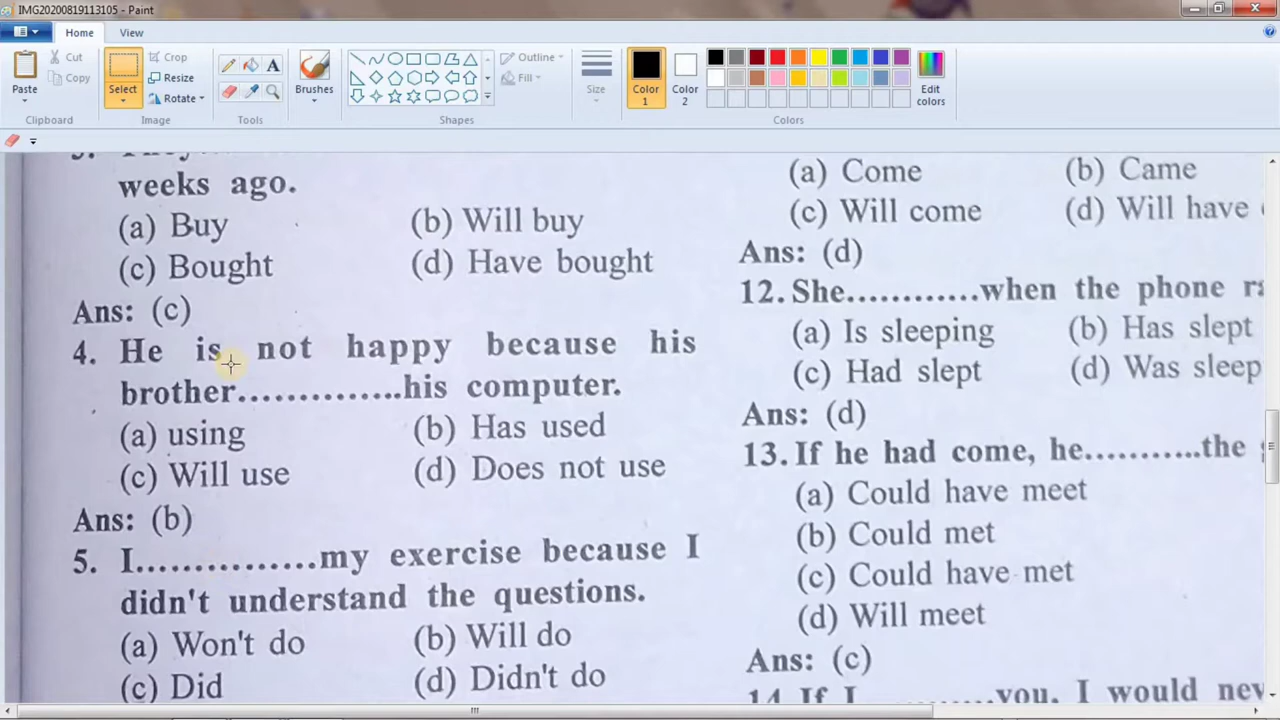 IMG20200819113105 - Paint
Home
View
Paste
Cut
Copy
Clipboard
Select
Crop
Resize
Rotate
Image
A
Tools
Brushes
Outline
Fill
Shapes
Size
Color 1
Color 2
Edit colors
Colors
weeks ago.
(a) Buy (b) Will buy
(c) Bought (d) Have bought
Ans: (c)
4. He is not happy because his
brother..............his computer.
(a) using (b) Has used
(c) Will use (d) Does not use
Ans: (b)
5. I...............my exercise because I
didn't understand the questions.
(a) Won't do (b) Will do
(c) Did (d) Didn't do
(a) Come (b) Came
(c) Will come (d) Will have
Ans: (d)
12. She............when the phone
(a) Is sleeping (b) Has slept
(c) Had slept (d) Was sleep
Ans: (d)
13. If he had come, he...........the
(a) Could have meet
(b) Could met
(c) Could have met
(d) Will meet
Ans: (c)
14. If I ...........you, I would nev